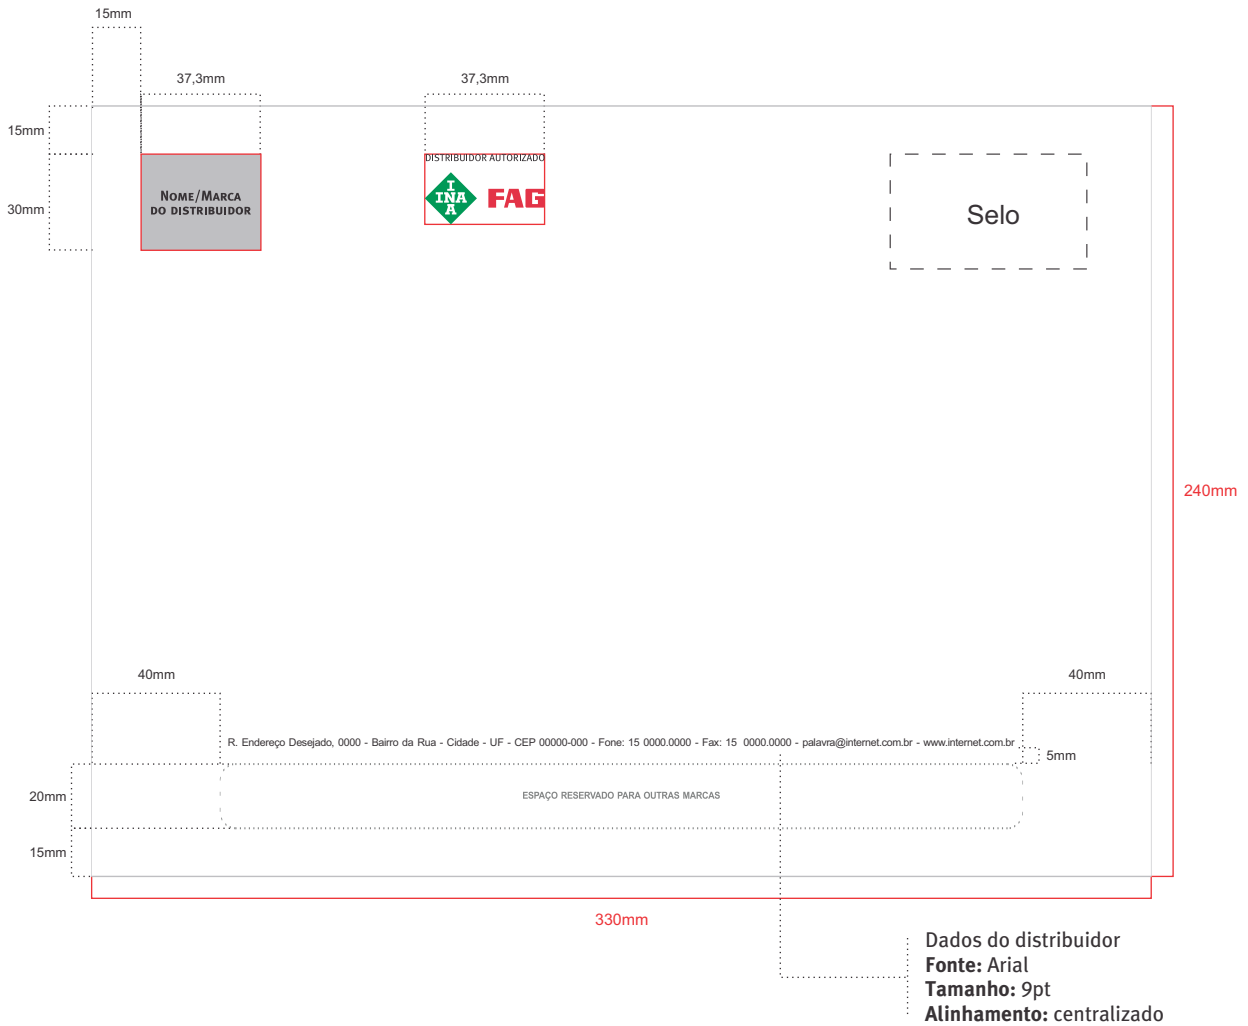 15mm
37,3mm
37,3mm
15mm
30mm
NOME/MARCA
DO DISTRIBUIDOR
DISTRIBUIDOR AUTORIZADO
INA
INA
FAG
Selo
240mm
40mm
40mm
R. Endereço Desejado, 0000 - Bairro da Rua - Cidade - UF - CEP 00000-000 - Fone: 15 0000.0000 - Fax: 15 0000.0000 - palavra@internet.com.br - www.internet.com.br
5mm
20mm
ESPAÇO RESERVADO PARA OUTRAS MARCAS
15mm
330mm
Dados do distribuidor
Fonte: Arial
Tamanho: 9pt
Alinhamento: centralizado